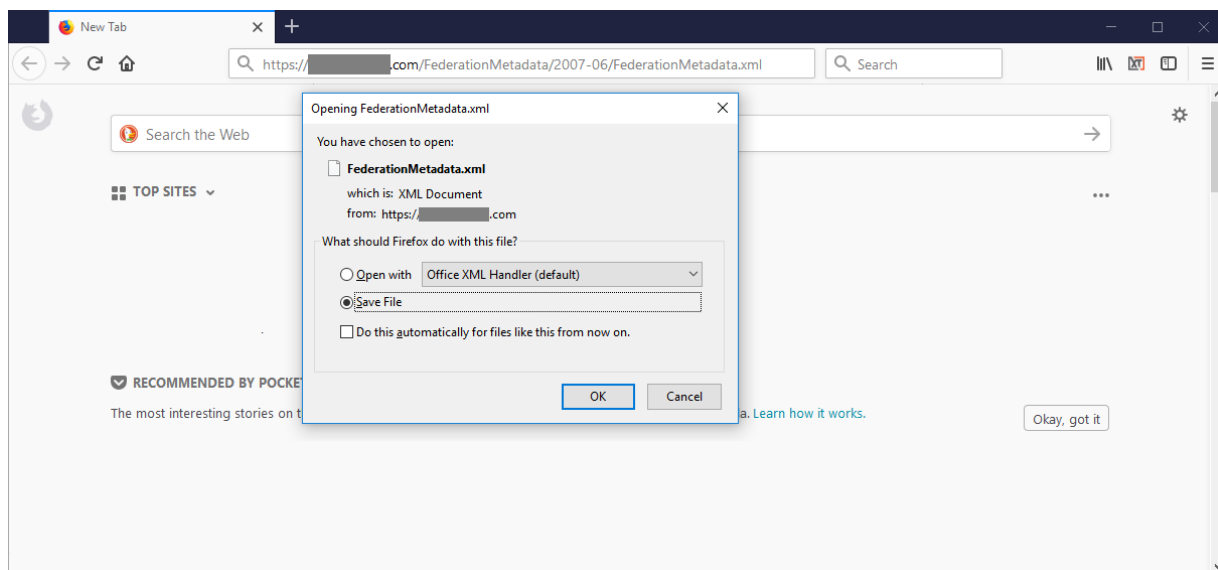 New Tab
https:// .com/FederationMetadata/2007-06/FederationMetadata.xml
Search
Search the Web
TOP SITES
RECOMMENDED BY POCKE
The most interesting stories on t
a. Learn how it works.
Okay, got it
Opening FederationMetadata.xml
You have chosen to open:
FederationMetadata.xml
which is: XML Document
from: https:/ .com
What should Firefox do with this file?
Open with Office XML Handler (default)
Save File
Do this automatically for files like this from now on.
OK Cancel